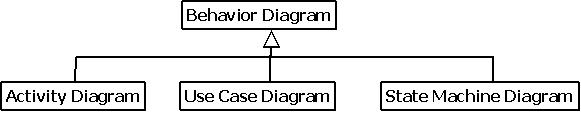 Behavior Diagram
Activity Diagram
Use Case Diagram
State Machine Diagram